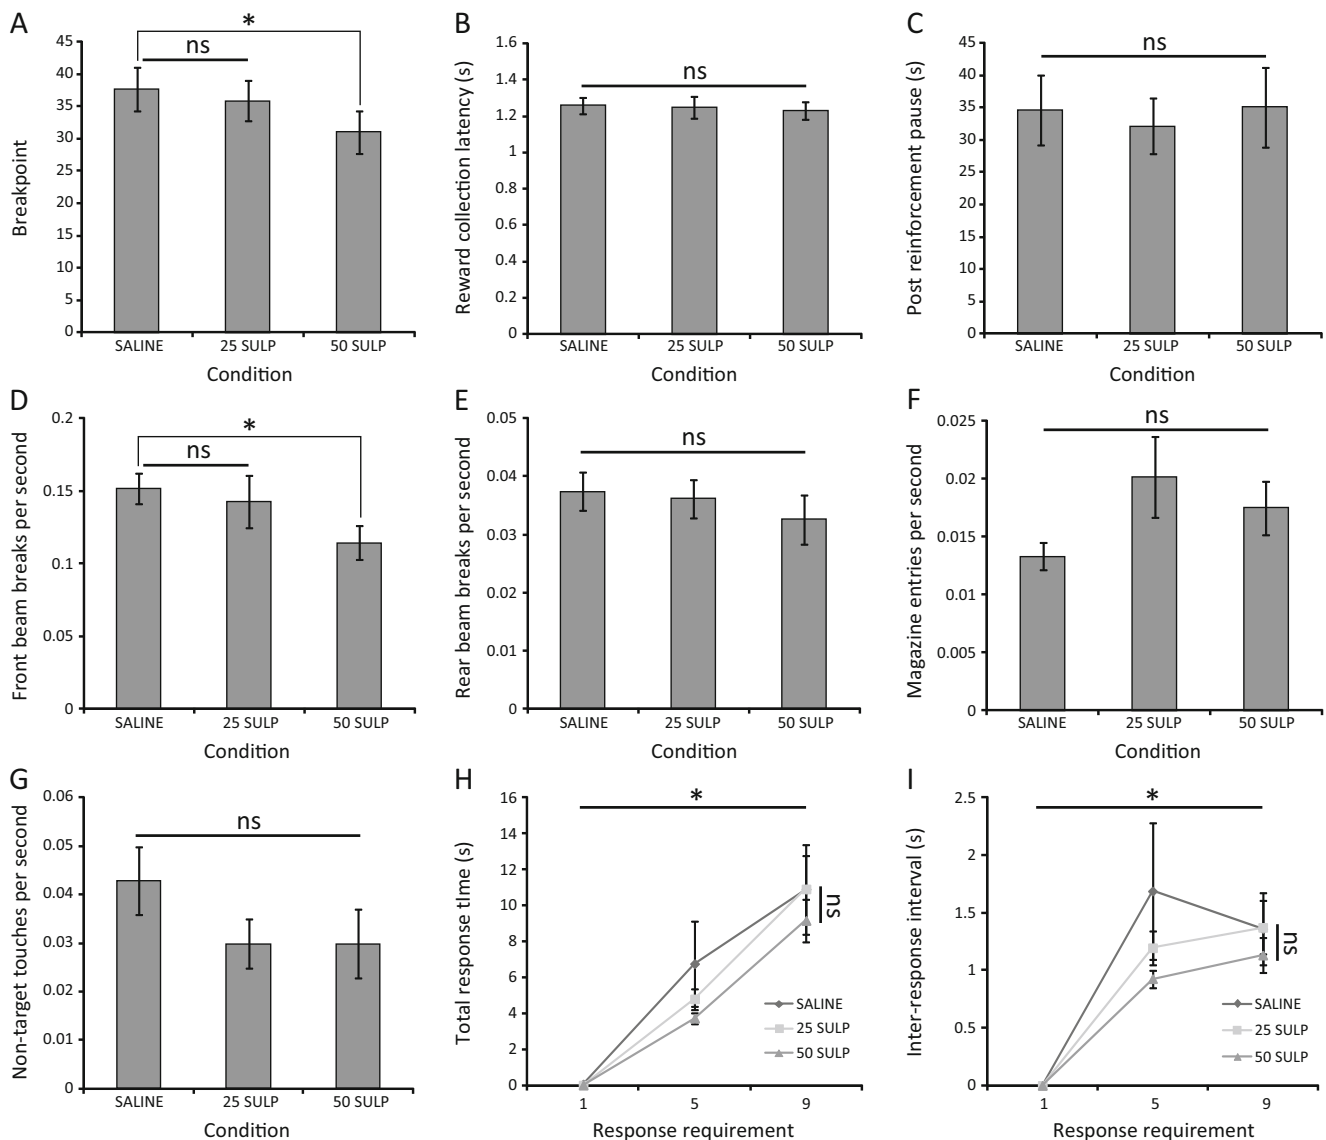 A
*
ns
45
40
35
30
25
20
15
10
5
0
Breakpoint
SALINE 25 SULP 50 SULP
Condition
B
ns
1.6
1.4
1.2
1
0.8
0.6
0.4
0.2
0
Reward collection latency (s)
SALINE 25 SULP 50 SULP
Condition
C
ns
45
40
35
30
25
20
15
10
5
0
Post reinforcement pause (s)
SALINE 25 SULP 50 SULP
Condition
D
*
ns
0.2
0.15
0.1
0.05
0
Front beam breaks per second
SALINE 25 SULP 50 SULP
Condition
E
ns
0.05
0.04
0.03
0.02
0.01
0
Rear beam breaks per second
SALINE 25 SULP 50 SULP
Condition
F
ns
0.025
0.02
0.015
0.01
0.005
0
Magazine entries per second
SALINE 25 SULP 50 SULP
Condition
G
ns
0.06
0.05
0.04
0.03
0.02
0.01
0
Non-target touches per second
SALINE 25 SULP 50 SULP
Condition
H
*
16
14
12
10
8
6
4
2
0
Total response time (s)
ns
SALINE
25 SULP
50 SULP
1 5 9
Response requirement
I
*
2.5
2
1.5
1
0.5
0
Inter-response interval (s)
ns
SALINE
25 SULP
50 SULP
1 5 9
Response requirement